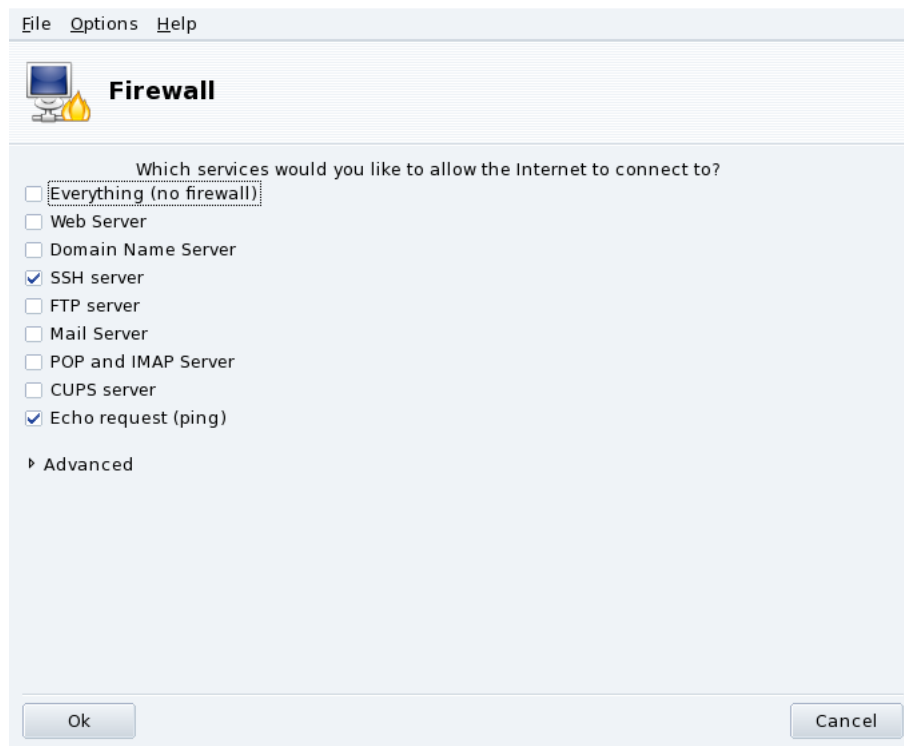 File Options Help
Firewall
Which services would you like to allow the Internet to connect to?
Everything (no firewall)
Web Server
Domain Name Server
SSH server
FTP server
Mail Server
POP and IMAP Server
CUPS server
Echo request (ping)
Advanced
Ok Cancel